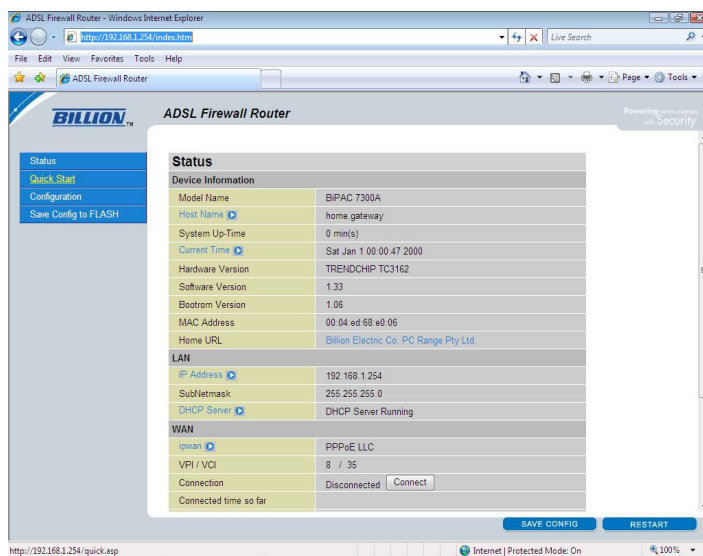 ADSL Firewall Router - Windows Internet Explorer
http://192.168.1.254/index.htm
Live Search
File Edit View Favorites Tools Help
ADSL Firewall Router
Page Tools
BILLION TM
ADSL Firewall Router
Powering communications
with Security
Status
Quick Start
Configuration
Save Config to FLASH
Status
Device Information
Model Name BiPAC 7300A
Host Name home.gateway
System Up-Time 0 min(s)
Current Time Sat Jan 1 00:00:47 2000
Hardware Version TRENDCHIP TC3162
Software Version 1.33
Bootrom Version 1.06
MAC Address 00:04:ed:68:e0:06
Home URL Billion Electric Co, PC Range Pty Ltd.
LAN
IP Address 192.168.1.254
SubNetmask 255.255.255.0
DHCP Server DHCP Server Running
WAN
ipwan PPPoE LLC
VPI / VCI 8 / 35
Connection Disconnected Connect
Connected time so far
SAVE CONFIG RESTART
http://192.168.1.254/quick.asp Internet | Protected Mode: On 100%